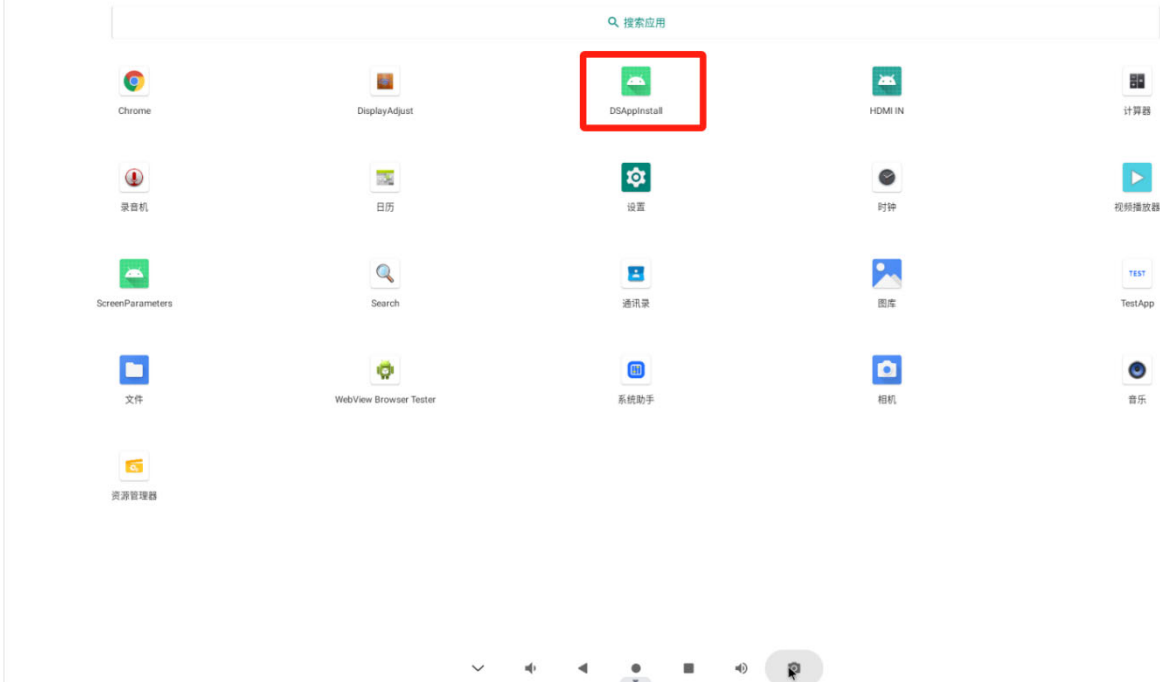 搜索应用
Chrome
DisplayAdjust
DSAppInstall
HDMI IN
计算器
录音机
日历
设置
时钟
视频播放器
ScreenParameters
Search
通讯录
图库
TEST
TestApp
文件
WebView Browser Tester
系统助手
相机
音乐
资源管理器